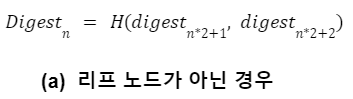 Digest_n = H(digest_{n*2+1}, digest_{n*2+2})
(a) 리프 노드가 아닌 경우